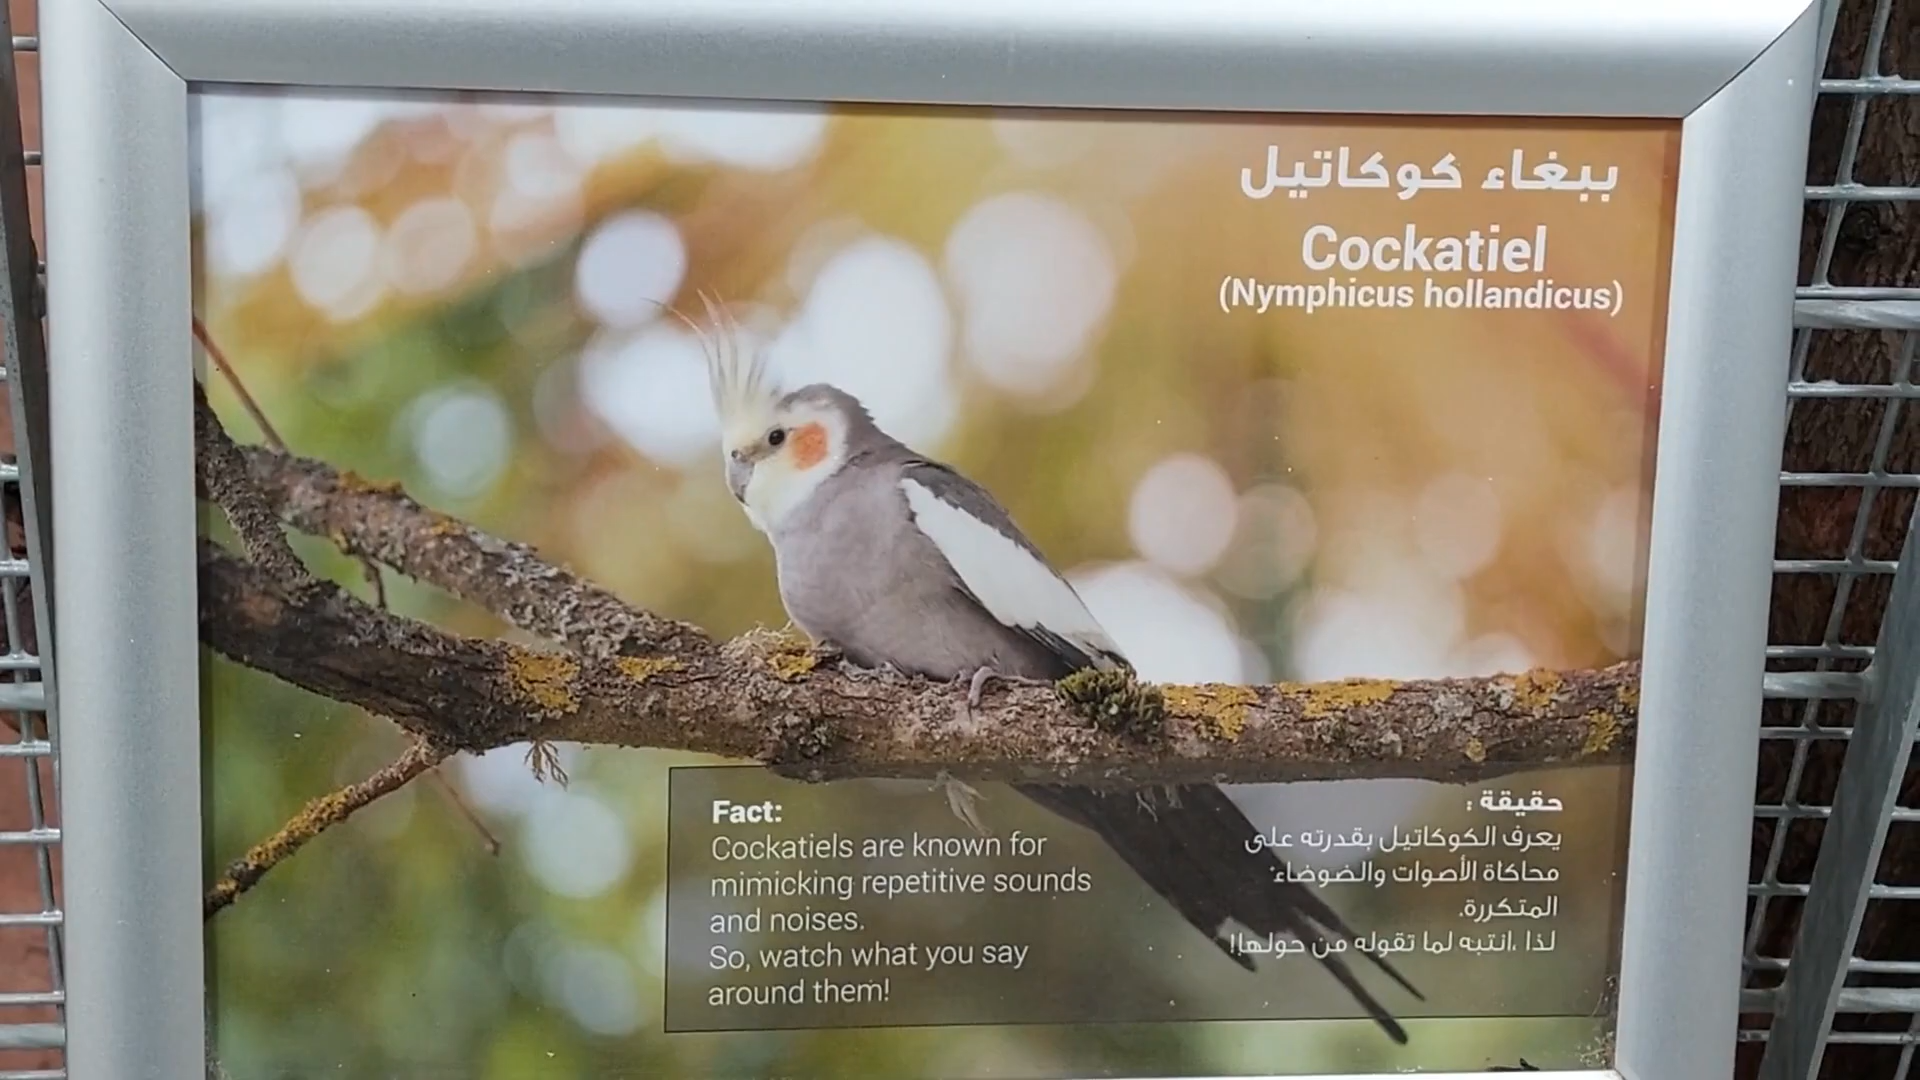 ببغاء كوكاتيل
Cockatiel
(Nymphicus hollandicus)
Fact:
Cockatiels are known for
mimicking repetitive sounds
and noises.
So, watch what you say
around them!
حقيقة :
يعرف الكوكاتيل بقدرته على
محاكاة الأصوات والضوضاء
المتكررة.
لذا ،انتبه لما تقوله من حولها!